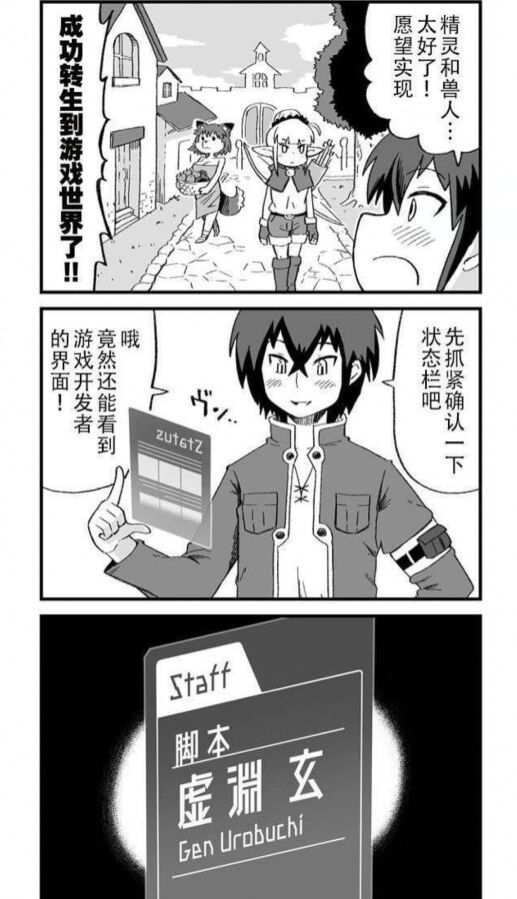 精灵和兽人…
太好了！
愿望实现
成功转生到游戏世界了!!
先抓紧确认一下
状态栏吧
ヴン‥
Status
哦
竟然还能看到
游戏开发者
的界面！
Staff
脚本
虚淵 玄
Gen Urobuchi